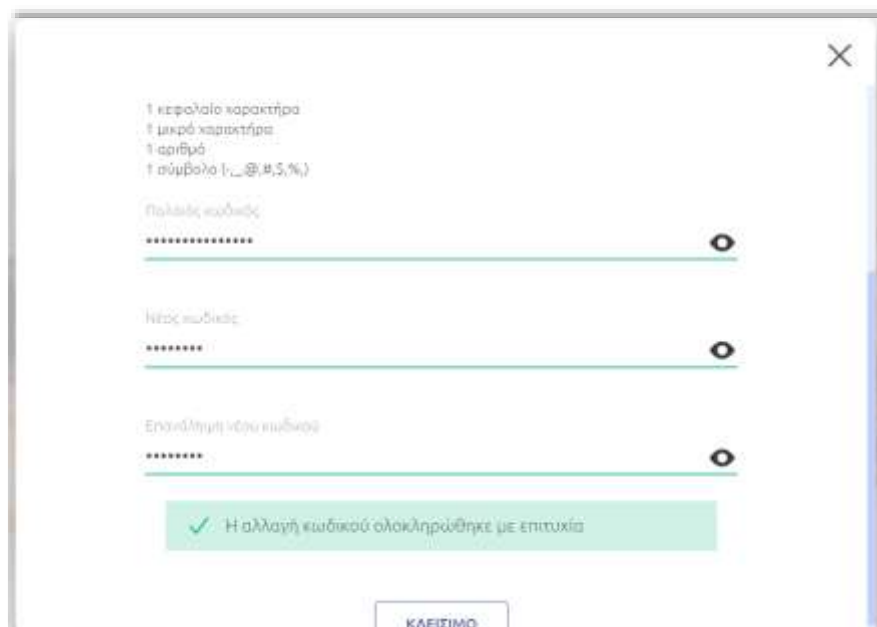 1 κεφαλαίο χαρακτήρα
1 μικρό χαρακτήρα
1 αριθμό
1 σύμβολο (-,_,@,#,$,%,)
Παλαιός κωδικός
•••••••••••••••
Νέος κωδικός
••••••••
Επανάληψη νέου κωδικού
••••••••
Η αλλαγή κωδικού ολοκληρώθηκε με επιτυχία
ΚΛΕΙΣΙΜΟ